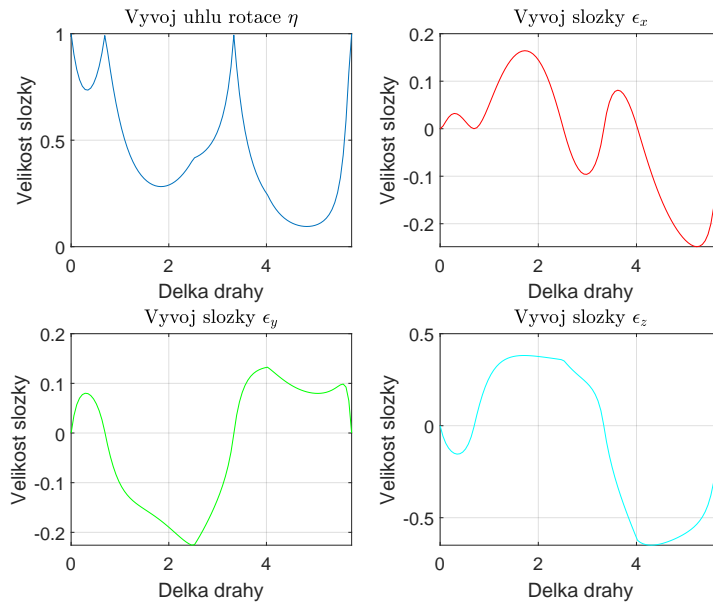 Vyvoj uhlu rotace η
Velikost slozky
1
0.5
0
0 2 4
Delka drahy
Vyvoj slozky ϵx
Velikost slozky
0.2
0.1
0
-0.1
-0.2
0 2 4
Delka drahy
Vyvoj slozky ϵy
Velikost slozky
0.2
0.1
0
-0.1
-0.2
0 2 4
Delka drahy
Vyvoj slozky ϵz
Velikost slozky
0.5
0
-0.5
0 2 4
Delka drahy